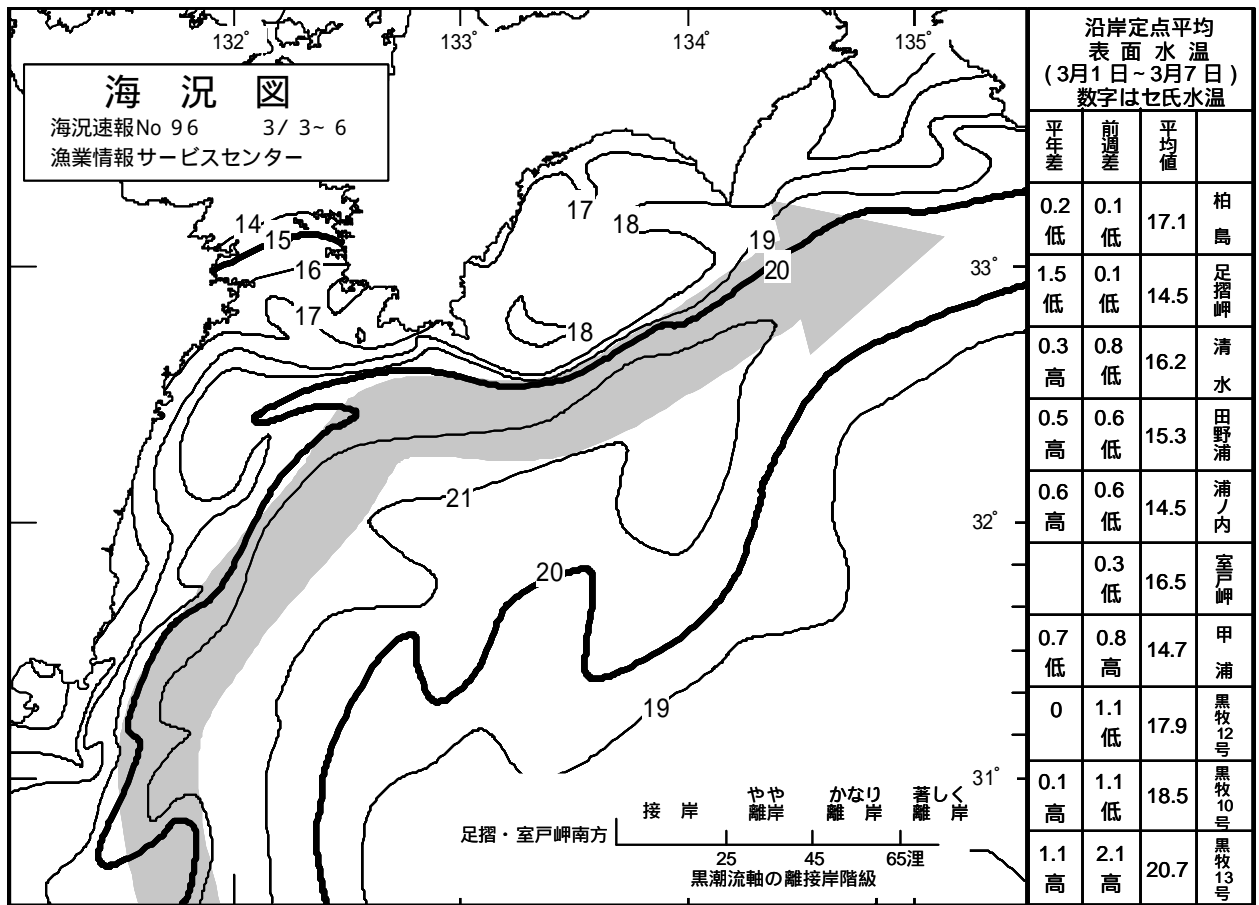 132° 133° 134° 135°
海 況 図
海況速報No 96 3/ 3~ 6
漁業情報サービスセンター
14
15
16
17
17
18
18
19
20
21
20
19
33°
32°
31°
接 岸 やや離岸 かなり離岸 著しく離岸
足摺・室戸岬南方
25 45 65浬
黒潮流軸の離接岸階級
沿岸定点平均
表 面 水 温
( 3月1 日~ 3月7 日 )
数字はセ氏水温
平年差 前週差 平均値
0.2低 0.1低 17.1 柏島
1.5低 0.1低 14.5 足摺岬
0.3高 0.8低 16.2 清水
0.5高 0.6低 15.3 田野浦
0.6高 0.6低 14.5 浦ノ内
0.3低 16.5 室戸岬
0.7低 0.8高 14.7 甲浦
0 1.1低 17.9 黒牧12号
0.1高 1.1低 18.5 黒牧10号
1.1高 2.1高 20.7 黒牧13号